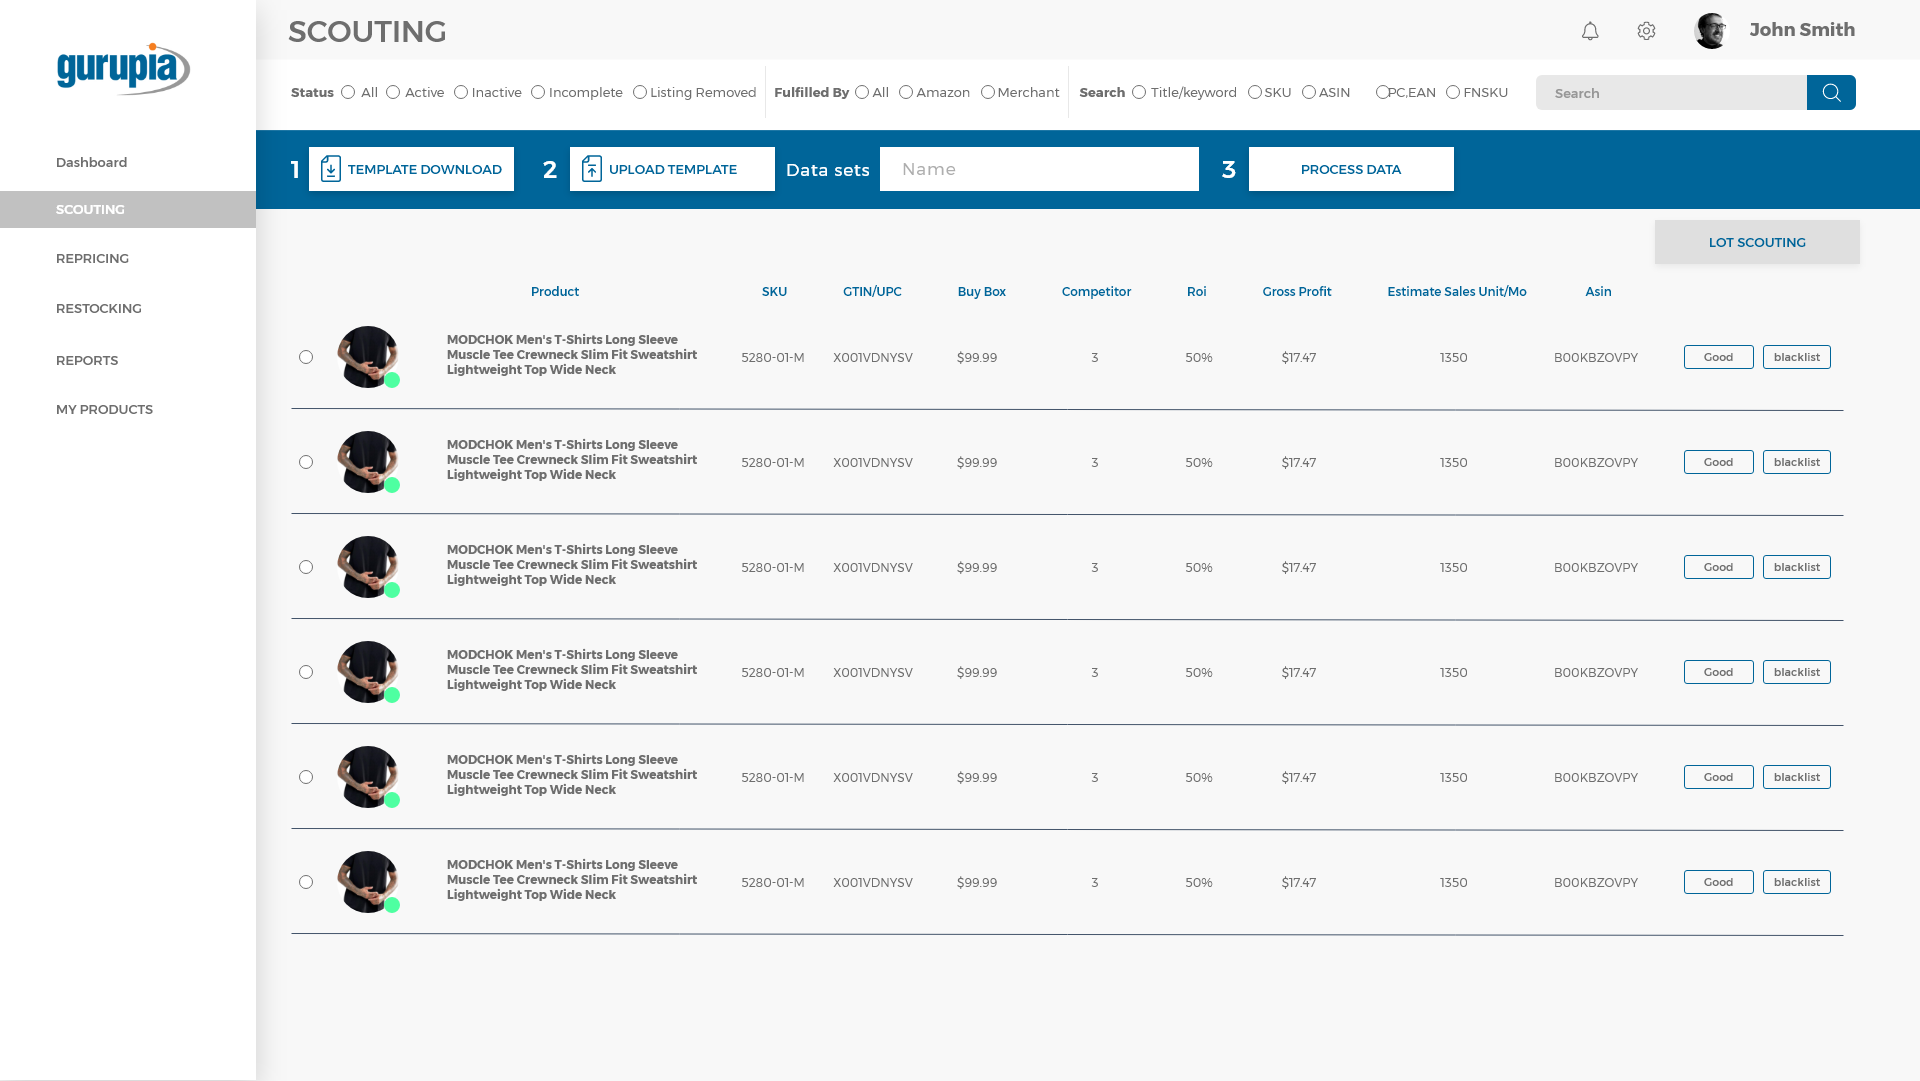 gurupia
SCOUTING
John Smith
Status All Active Inactive Incomplete Listing Removed Fulfilled By All Amazon Merchant Search Title/keyword SKU ASIN PC,EAN FNSKU Search
1 TEMPLATE DOWNLOAD 2 UPLOAD TEMPLATE Data sets Name 3 PROCESS DATA
Dashboard
SCOUTING
REPRICING
RESTOCKING
REPORTS
MY PRODUCTS
LOT SCOUTING
Product SKU GTIN/UPC Buy Box Competitor Roi Gross Profit Estimate Sales Unit/Mo Asin
MODCHOK Men's T-Shirts Long Sleeve
Muscle Tee Crewneck Slim Fit Sweatshirt
Lightweight Top Wide Neck
5280-01-M X001VDNYSV $99.99 3 50% $17.47 1350 B00KBZOVPY Good blacklist
MODCHOK Men's T-Shirts Long Sleeve
Muscle Tee Crewneck Slim Fit Sweatshirt
Lightweight Top Wide Neck
5280-01-M X001VDNYSV $99.99 3 50% $17.47 1350 B00KBZOVPY Good blacklist
MODCHOK Men's T-Shirts Long Sleeve
Muscle Tee Crewneck Slim Fit Sweatshirt
Lightweight Top Wide Neck
5280-01-M X001VDNYSV $99.99 3 50% $17.47 1350 B00KBZOVPY Good blacklist
MODCHOK Men's T-Shirts Long Sleeve
Muscle Tee Crewneck Slim Fit Sweatshirt
Lightweight Top Wide Neck
5280-01-M X001VDNYSV $99.99 3 50% $17.47 1350 B00KBZOVPY Good blacklist
MODCHOK Men's T-Shirts Long Sleeve
Muscle Tee Crewneck Slim Fit Sweatshirt
Lightweight Top Wide Neck
5280-01-M X001VDNYSV $99.99 3 50% $17.47 1350 B00KBZOVPY Good blacklist
MODCHOK Men's T-Shirts Long Sleeve
Muscle Tee Crewneck Slim Fit Sweatshirt
Lightweight Top Wide Neck
5280-01-M X001VDNYSV $99.99 3 50% $17.47 1350 B00KBZOVPY Good blacklist